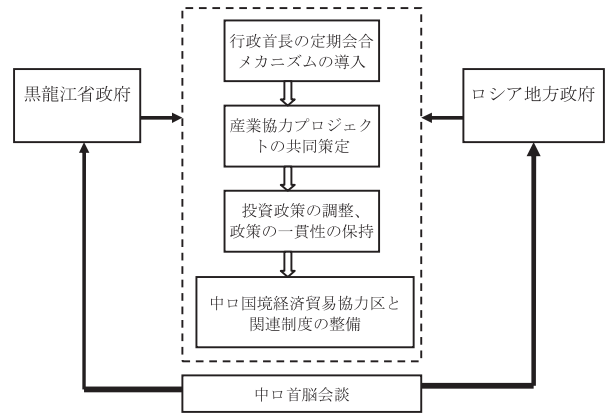 行政首長の定期会合
メカニズムの導入
黒龍江省政府
ロシア地方政府
産業協力プロジェク
トの共同策定
投資政策の調整、
政策の一貫性の保持
中ロ国境経済貿易協力区と
関連制度の整備
中ロ首脳会談